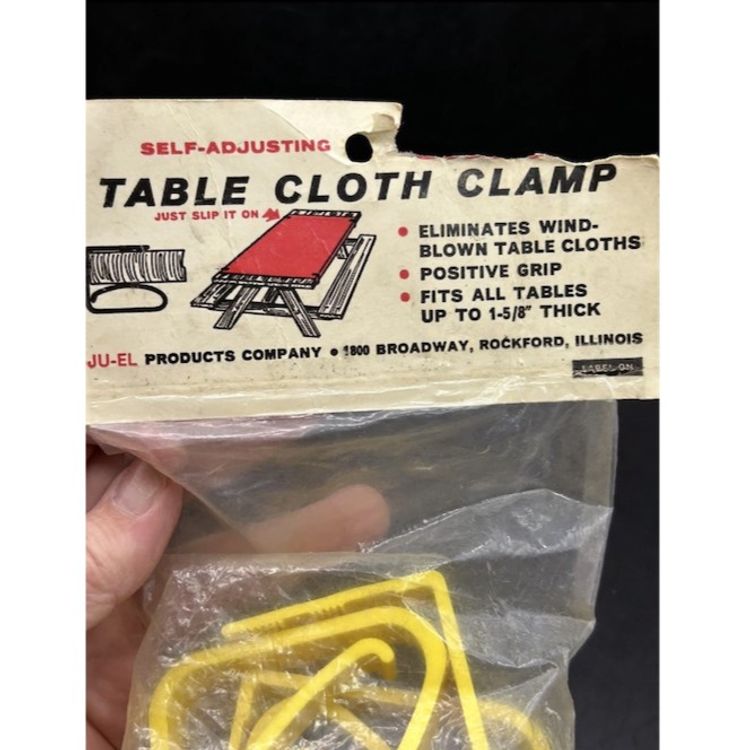 SELF-ADJUSTING
TABLE CLOTH CLAMP
JUST SLIP IT ON
• ELIMINATES WIND-
BLOWN TABLE CLOTHS
• POSITIVE GRIP
• FITS ALL TABLES
UP TO 1-5/8" THICK
JU-EL PRODUCTS COMPANY • 1800 BROADWAY, ROCKFORD, ILLINOIS